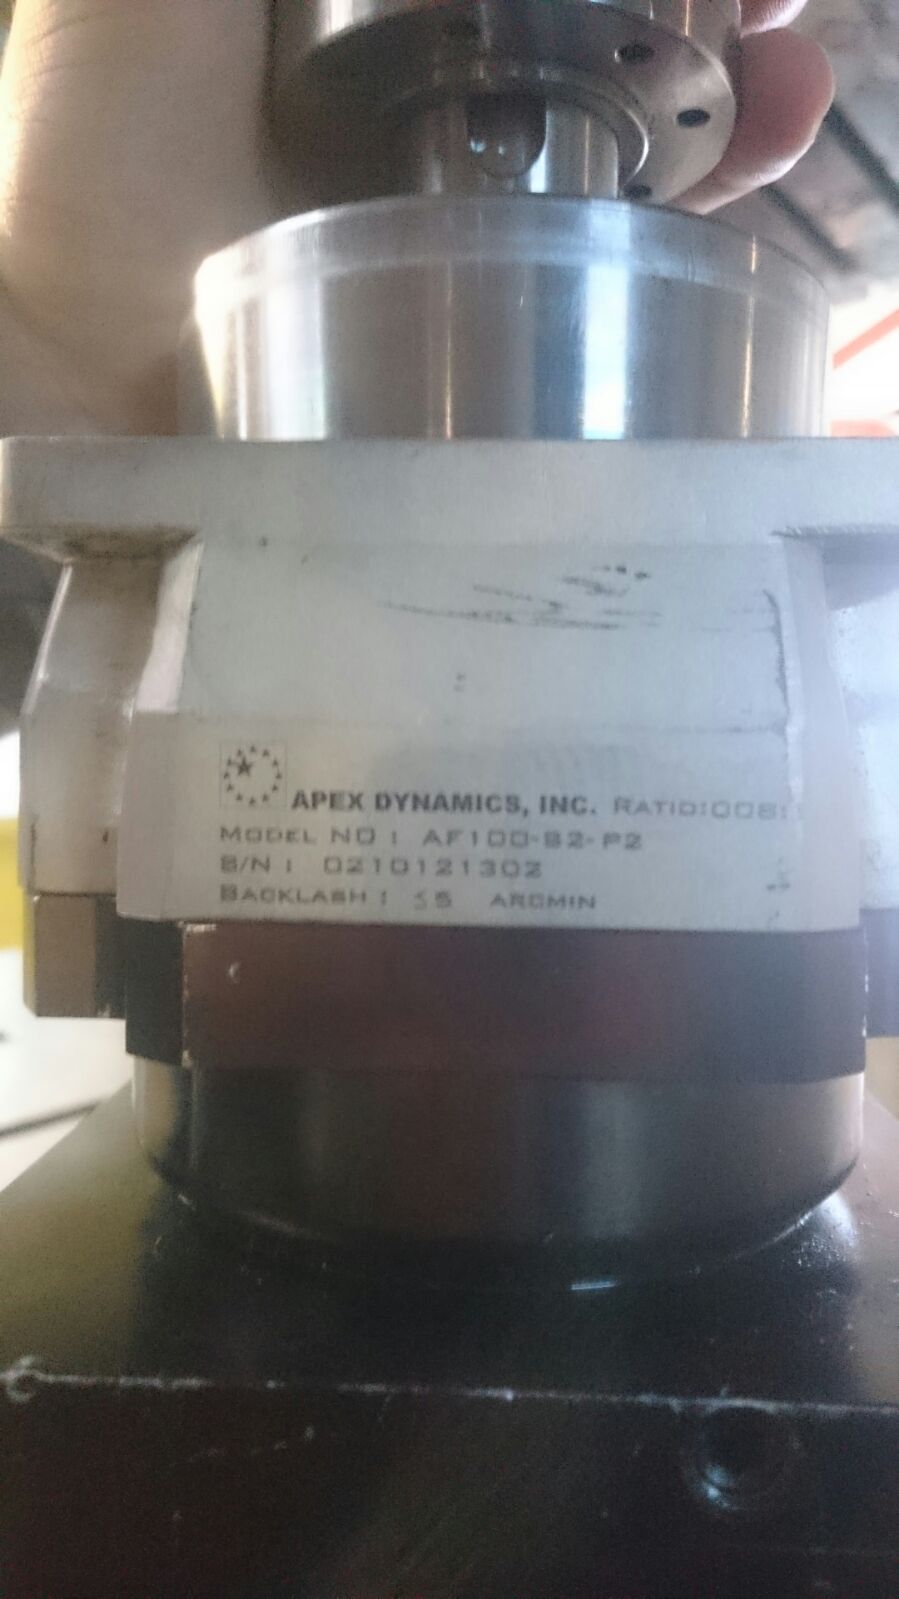 APEX DYNAMICS, INC. RATIO:008:
MODEL NO : AF100-S2-P2
S/N : 0210121302
BACKLASH : ≤5 ARCMIN